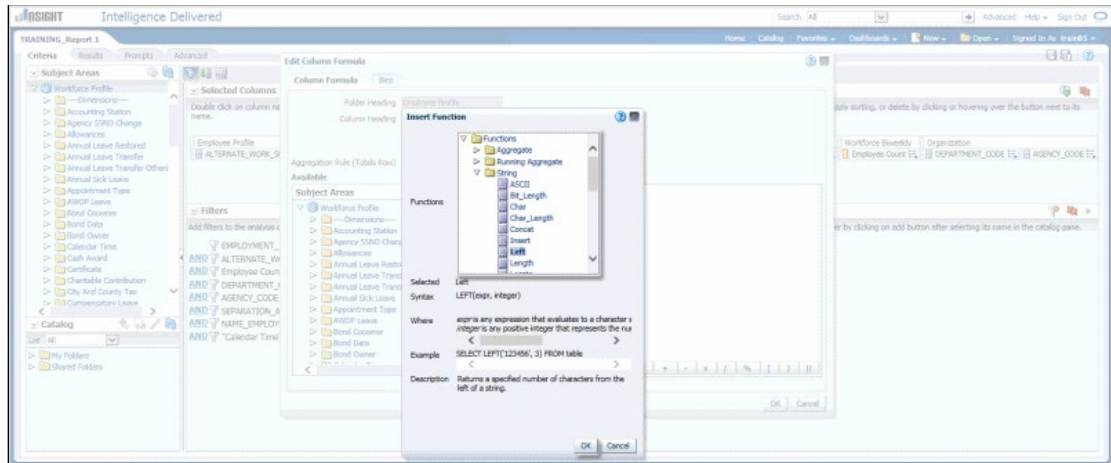 INSIGHT Intelligence Delivered
Search All Advanced Help Sign Out
TRAINING_Report 1
Home Catalog Favorites Dashboards New Open Signed In As
Criteria Results Prompts Advanced
Subject Areas
Workforce Profile
---Dimensions---
Accounting Station
Agency SSNO Change
Allowances
Annual Leave Restored
Annual Leave Transfer
Annual Leave Transfer Others
Annual Sick Leave
Appointment Type
AWOP Leave
Bond Coowner
Bond Data
Bond Owner
Calendar Time
Cash Award
Certificate
Charitable Contribution
City And County Tax
Compensatory Leave
Catalog
List All
My Folders
Shared Folders
Selected Columns
Double click on column
name.
Employee Profile
Filters
Add filters to the analysis
EMPLOYMENT_
AND ALTERNATE_W
AND Employee Coun
AND DEPARTMENT_
AND AGENCY_CODE
AND SEPARATION_A
AND NAME_EMPLOY
AND "Calendar Time"
Edit Column Formula
Column Formula Bins
Folder Heading Employee Profile
Column Heading
Aggregation Rule (Totals Row)
Available
Subject Areas
Workforce Profile
---Dimensions---
Accounting Station
Agency SSNO Chan
Allowances
Annual Leave Resto
Annual Leave Trans
Annual Leave Trans
Annual Sick Leave
Appointment Type
AWOP Leave
Bond Coowner
Bond Data
Bond Owner
+ - x / % ( ) ||
OK Cancel
Insert Function
Functions
Functions
Aggregate
Running Aggregate
String
ASCII
Bit_Length
Char
Char_Length
Concat
Insert
Left
Length
Selected Left
Syntax LEFT(expr, integer)
Where expr is any expression that evaluates to a character s
integer is any positive integer that represents the nu
Example SELECT LEFT('123456', 3) FROM table
Description Returns a specified number of characters from the
left of a string.
OK Cancel
apply sorting, or delete by clicking or hovering over the button next to its
Workforce Biweekly Organization
Employee Count DEPARTMENT_CODE AGENCY_CODE
er by clicking on add button after selecting its name in the catalog pane.